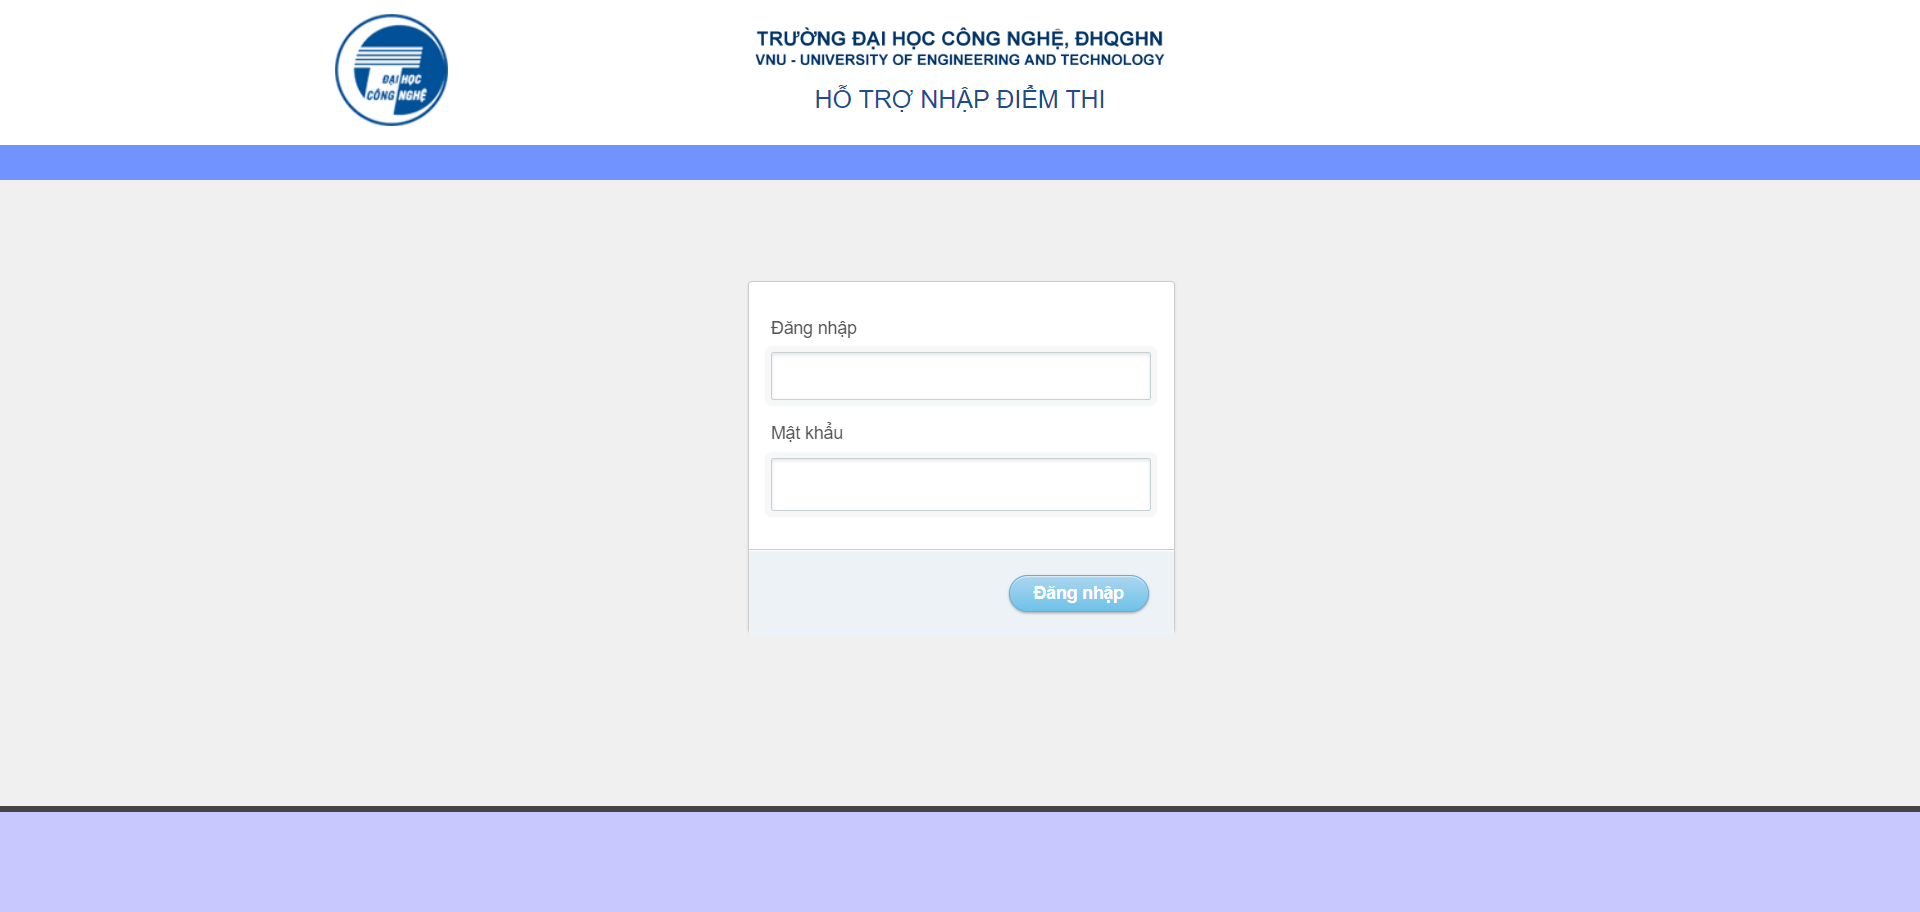 ĐẠI HỌC
CÔNG NGHỆ
TRƯỜNG ĐẠI HỌC CÔNG NGHỆ, ĐHQGHN
VNU - UNIVERSITY OF ENGINEERING AND TECHNOLOGY
HỖ TRỢ NHẬP ĐIỂM THI
Đăng nhập
Mật khẩu
Đăng nhập